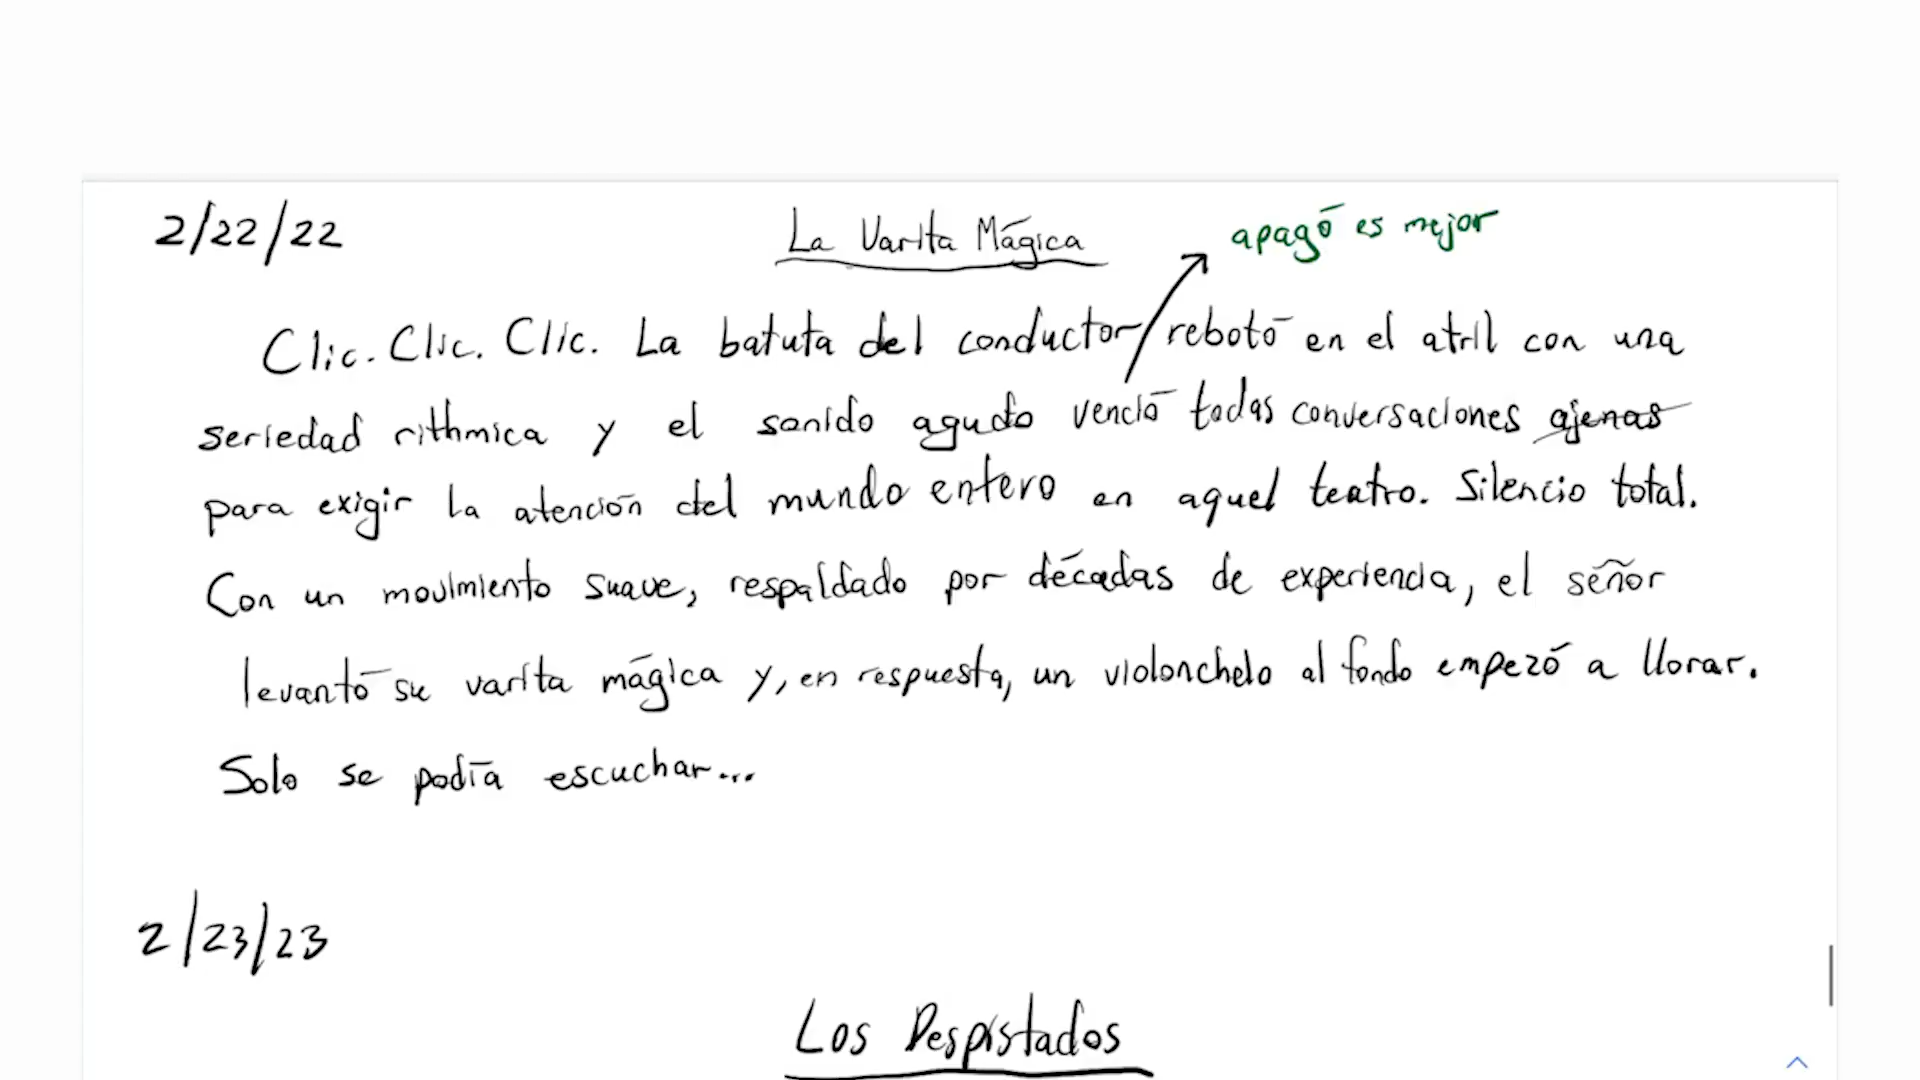 2/22/22
La Varita Mágica
apagó es mejor
Clic. Clic. Clic. La batuta del conductor rebotó en el atril con una
seriedad rithmica y el sonido agudo venció todas conversaciones ajenas
para exigir la atención del mundo entero en aquel teatro. Silencio total.
Con un movimiento suave, respaldado por décadas de experiencia, el señor
levantó su varita mágica y, en respuesta, un violonchelo al fondo empezó a llorar.
Solo se podía escuchar...
2/23/23
Los Despistados